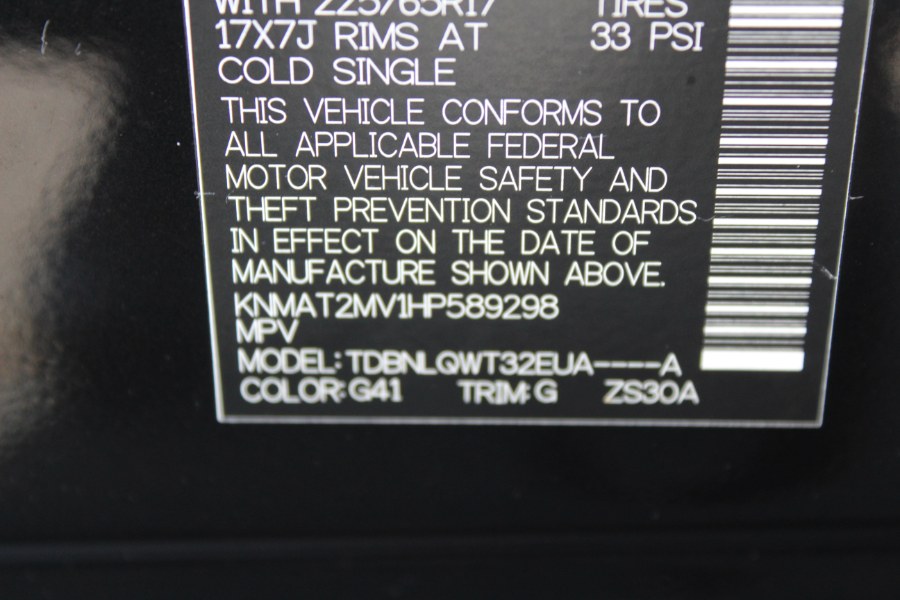 WITH 225/65R17 TIRES
17X7J RIMS AT 33 PSI
COLD SINGLE
THIS VEHICLE CONFORMS TO
ALL APPLICABLE FEDERAL
MOTOR VEHICLE SAFETY AND
THEFT PREVENTION STANDARDS
IN EFFECT ON THE DATE OF
MANUFACTURE SHOWN ABOVE.
KNMAT2MV1HP589298
MPV
MODEL: TDBNLQWT32EUA----A
COLOR: G41 TRIM: G ZS30A